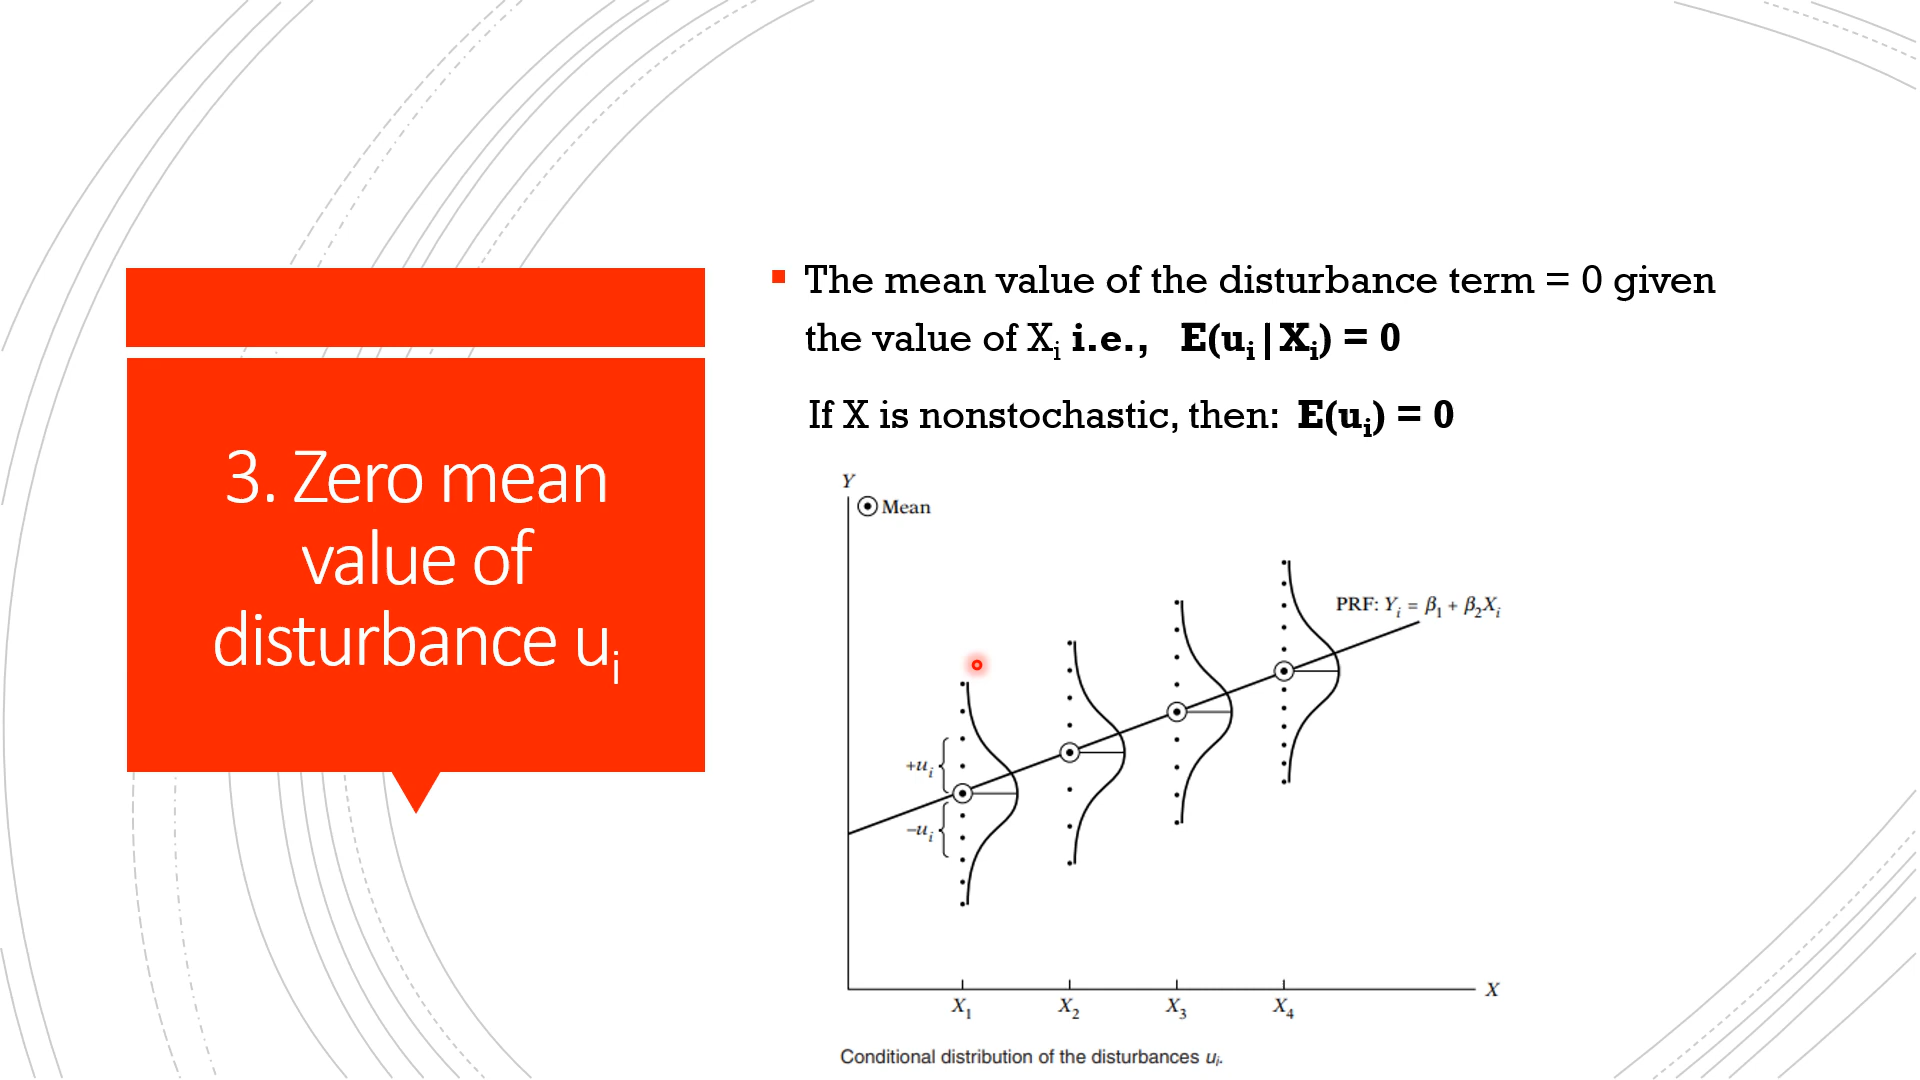 3. Zero mean
value of
disturbance uᵢ
The mean value of the disturbance term = 0 given
the value of Xᵢ i.e., E(uᵢ|Xᵢ) = 0
If X is nonstochastic, then: E(uᵢ) = 0
Y
Mean
PRF: Yᵢ = β₁ + β₂Xᵢ
+uᵢ
–uᵢ
X
X₁ X₂ X₃ X₄
Conditional distribution of the disturbances uᵢ.